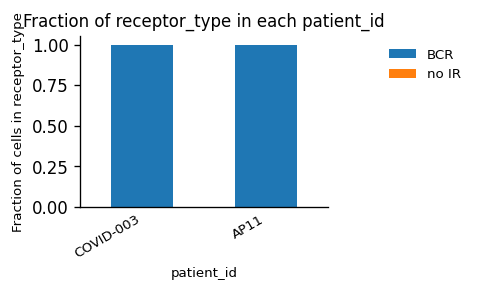 Fraction of receptor_type in each patient_id
Fraction of cells in receptor_type
1.00
0.75
0.50
0.25
0.00
COVID-003
AP11
patient_id
BCR
no IR